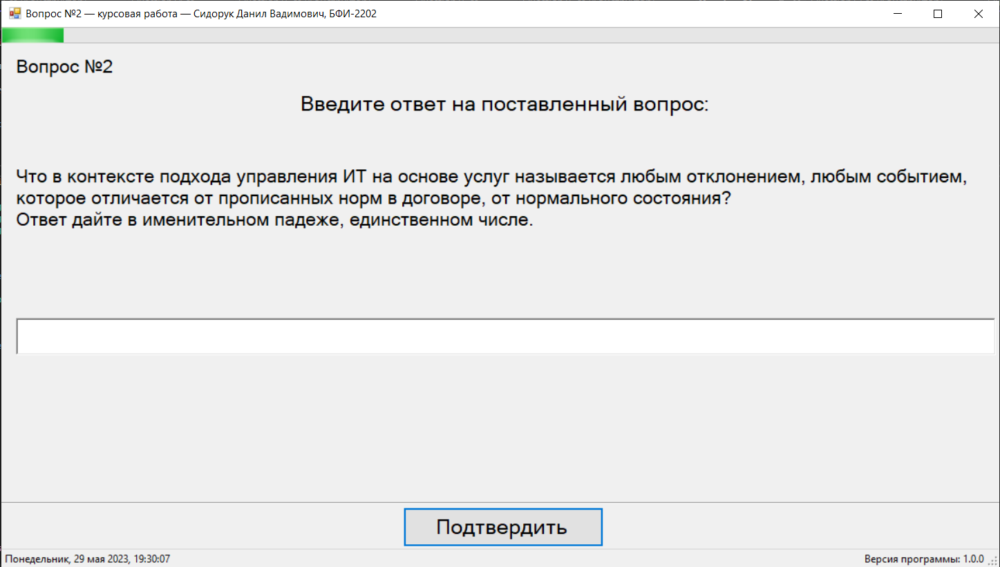 Вопрос №2 — курсовая работа — Сидорук Данил Вадимович, БФИ-2202
Вопрос №2
Введите ответ на поставленный вопрос:
Что в контексте подхода управления ИТ на основе услуг называется любым отклонением, любым событием,
которое отличается от прописанных норм в договоре, от нормального состояния?
Ответ дайте в именительном падеже, единственном числе.
Подтвердить
Понедельник, 29 мая 2023, 19:30:07
Версия программы: 1.0.0